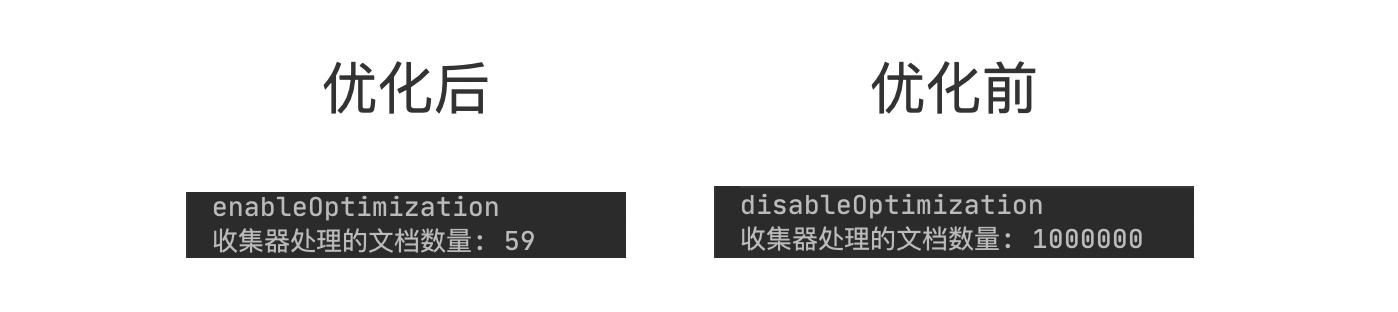 优化后
优化前
enableOptimization
收集器处理的文档数量: 59
disableOptimization
收集器处理的文档数量: 1000000